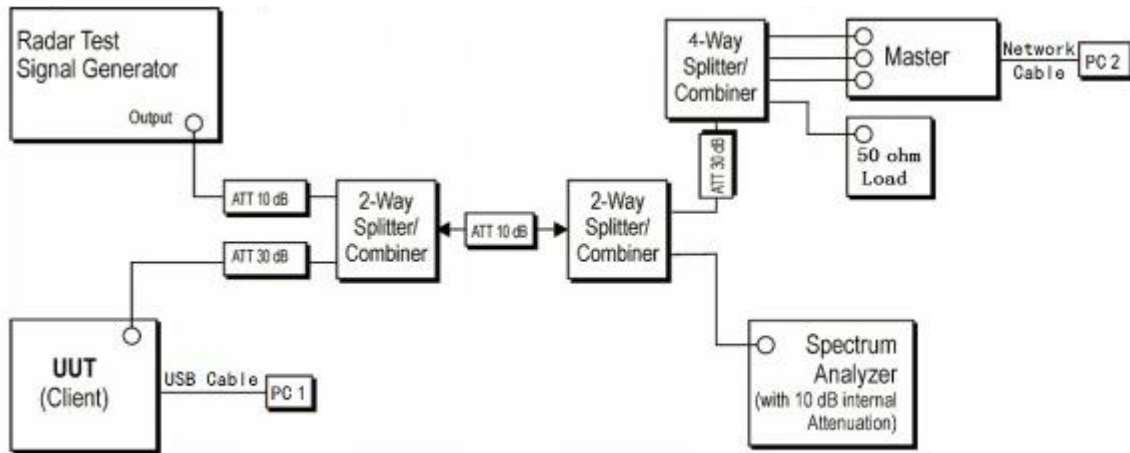 Radar Test
Signal Generator
Output
ATT 10 dB
ATT 30 dB
2-Way
Splitter/
Combiner
ATT 10 dB
2-Way
Splitter/
Combiner
ATT 30 dB
4-Way
Splitter/
Combiner
Master
Network
Cable
PC 2
50 ohm
Load
UUT
(Client)
USB Cable
PC 1
Spectrum
Analyzer
(with 10 dB internal
Attenuation)